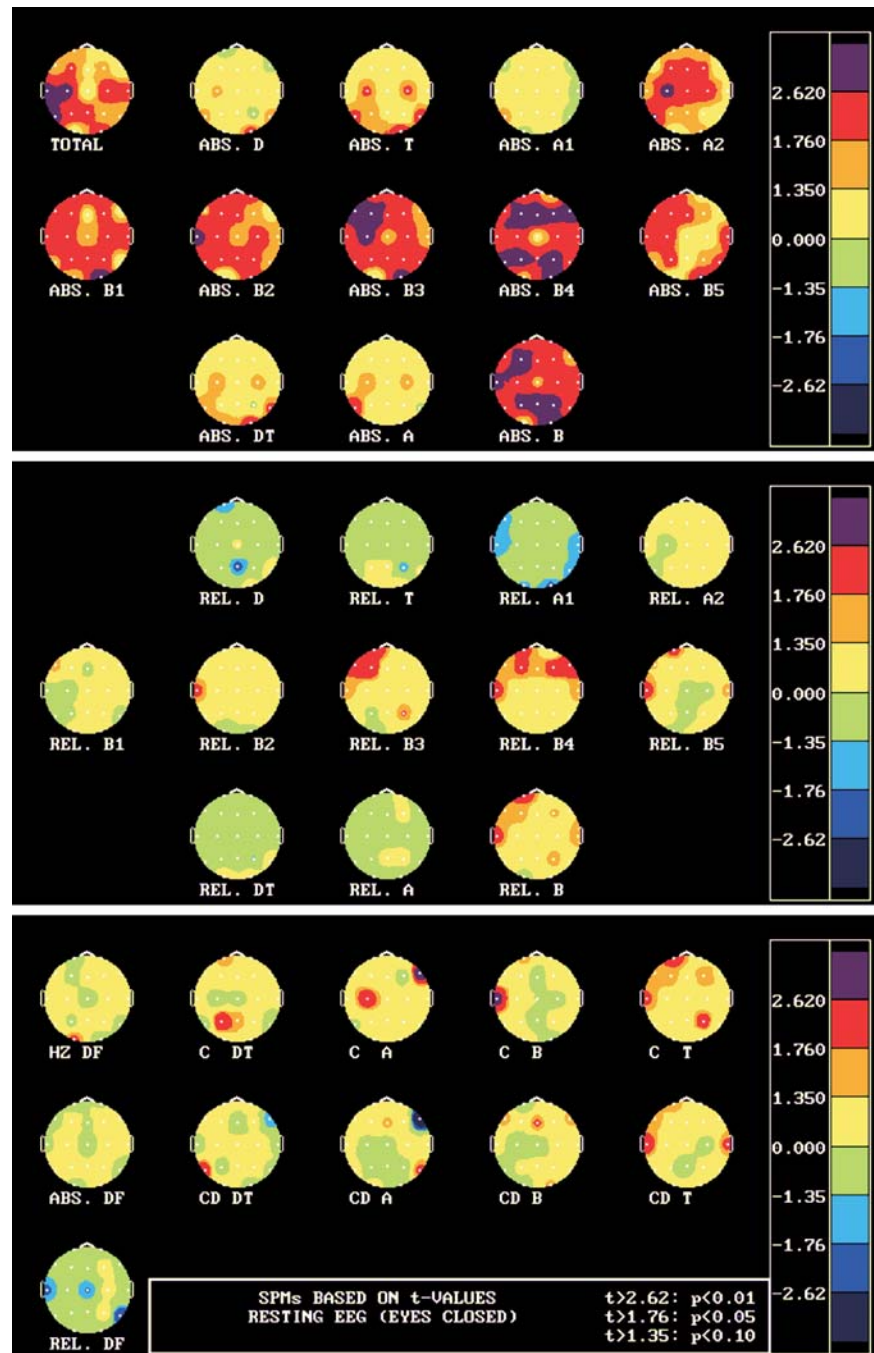 TOTAL ABS. D ABS. T ABS. A1 ABS. A2
ABS. B1 ABS. B2 ABS. B3 ABS. B4 ABS. B5
ABS. DT ABS. A ABS. B
2.620
1.760
1.350
0.000
-1.35
-1.76
-2.62
REL. D REL. T REL. A1 REL. A2
REL. B1 REL. B2 REL. B3 REL. B4 REL. B5
REL. DT REL. A REL. B
2.620
1.760
1.350
0.000
-1.35
-1.76
-2.62
HZ DF C DT C A C B C T
ABS. DF CD DT CD A CD B CD T
REL. DF
2.620
1.760
1.350
0.000
-1.35
-1.76
-2.62
SPMs BASED ON t-VALUES t>2.62: p<0.01
RESTING EEG (EYES CLOSED) t>1.76: p<0.05
t>1.35: p<0.10